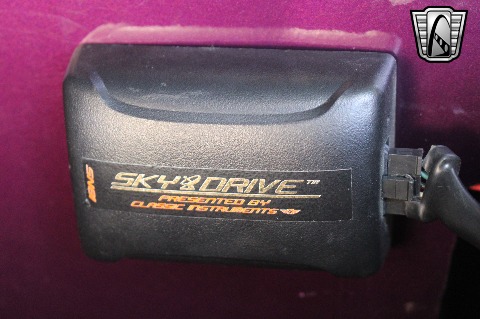 SKY DRIVE™
PRESENTED BY
CLASSIC INSTRUMENTS